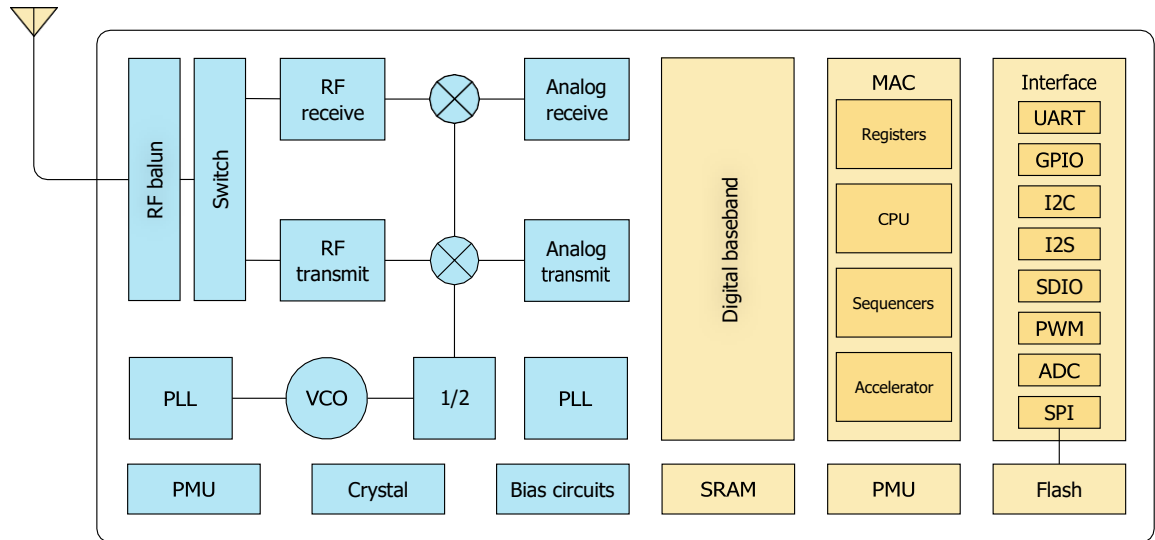 RF balun
Switch
RF
receive
Analog
receive
RF
transmit
Analog
transmit
PLL
VCO
1/2
PLL
PMU
Crystal
Bias circuits
Digital baseband
SRAM
MAC
Registers
CPU
Sequencers
Accelerator
PMU
Interface
UART
GPIO
I2C
I2S
SDIO
PWM
ADC
SPI
Flash